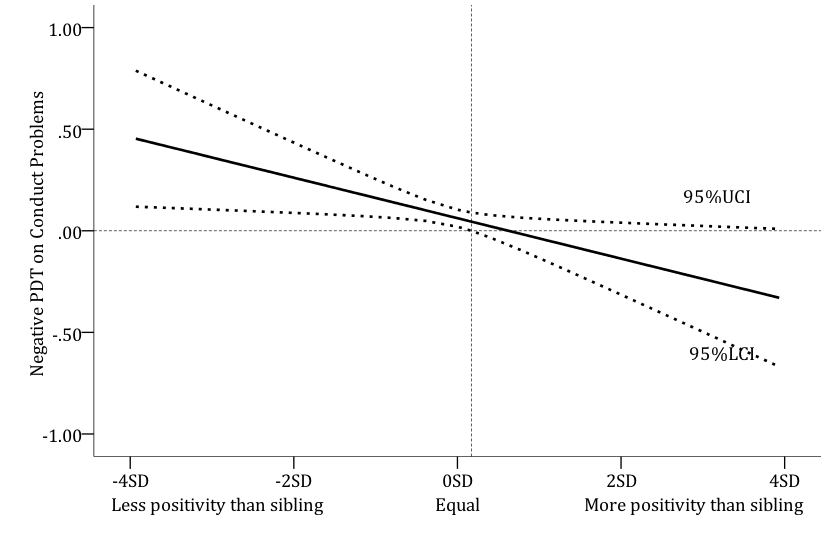 Negative PDT on Conduct Problems
1.00
.50
.00
-.50
-1.00
95%UCI
95%LCI
-4SD
-2SD
0SD
2SD
4SD
Less positivity than sibling
Equal
More positivity than sibling